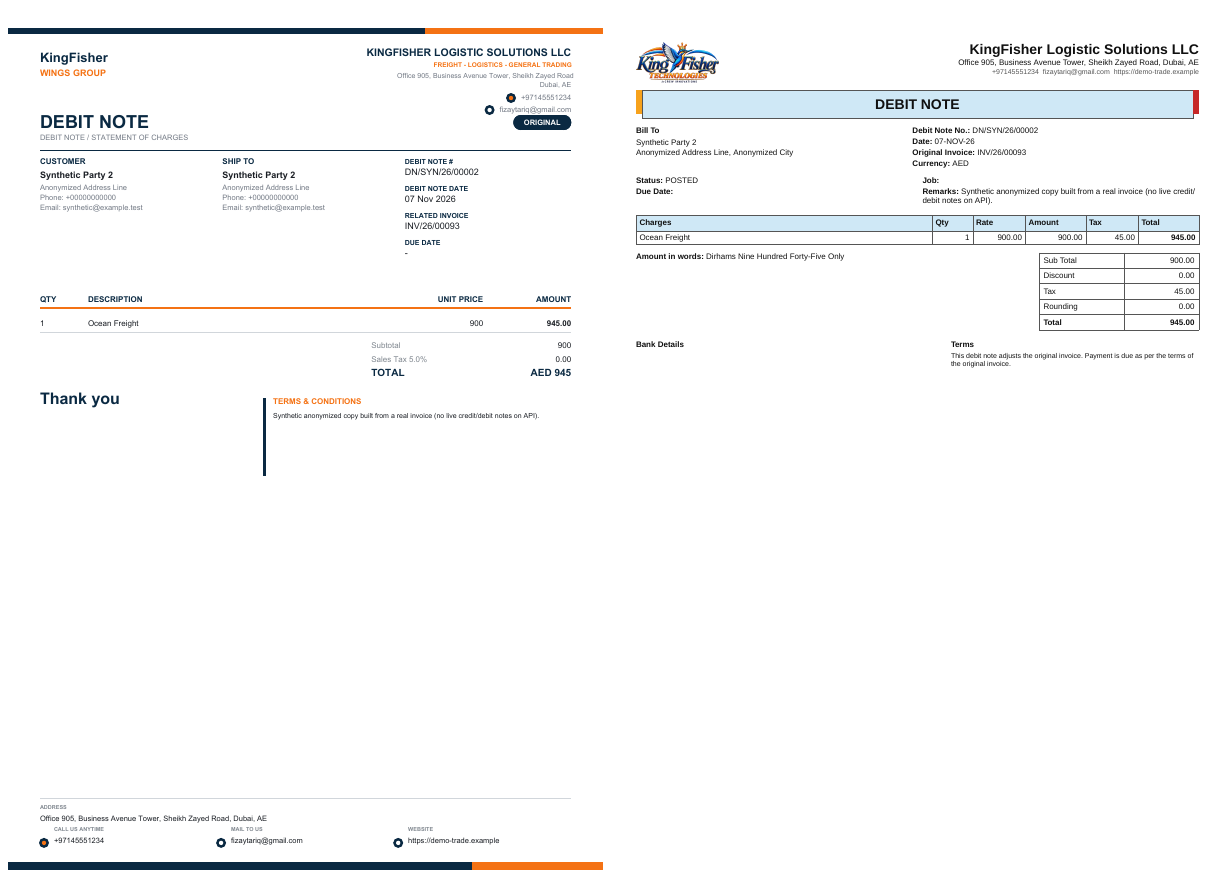 KingFisher
WINGS GROUP
KINGFISHER LOGISTIC SOLUTIONS LLC
FREIGHT - LOGISTICS - GENERAL TRADING
Office 905, Business Avenue Tower, Sheikh Zayed Road
Dubai, AE
+97145551234
fizaytariq@gmail.com
DEBIT NOTE
ORIGINAL
DEBIT NOTE / STATEMENT OF CHARGES
CUSTOMER
Synthetic Party 2
Anonymized Address Line
Phone: +00000000000
Email: synthetic@example.test
SHIP TO
Synthetic Party 2
Anonymized Address Line
Phone: +00000000000
Email: synthetic@example.test
DEBIT NOTE #
DN/SYN/26/00002
DEBIT NOTE DATE
07 Nov 2026
RELATED INVOICE
INV/26/00093
DUE DATE
-
QTY DESCRIPTION UNIT PRICE AMOUNT
1 Ocean Freight 900 945.00
Subtotal 900
Sales Tax 5.0% 0.00
TOTAL AED 945
Thank you
TERMS & CONDITIONS
Synthetic anonymized copy built from a real invoice (no live credit/debit notes on API).
ADDRESS
Office 905, Business Avenue Tower, Sheikh Zayed Road, Dubai, AE
CALL US ANYTIME
+97145551234
MAIL TO US
fizaytariq@gmail.com
WEBSITE
https://demo-trade.example
King Fisher
TECHNOLOGIES
KingFisher Logistic Solutions LLC
Office 905, Business Avenue Tower, Sheikh Zayed Road, Dubai, AE
+97145551234 fizaytariq@gmail.com https://demo-trade.example
DEBIT NOTE
Bill To
Synthetic Party 2
Anonymized Address Line, Anonymized City
Debit Note No.: DN/SYN/26/00002
Date: 07-NOV-26
Original Invoice: INV/26/00093
Currency: AED
Status: POSTED
Due Date:
Job:
Remarks: Synthetic anonymized copy built from a real invoice (no live credit/
debit notes on API).
Charges Qty Rate Amount Tax Total
Ocean Freight 1 900.00 900.00 45.00 945.00
Amount in words: Dirhams Nine Hundred Forty-Five Only
Sub Total 900.00
Discount 0.00
Tax 45.00
Rounding 0.00
Total 945.00
Bank Details
Terms
This debit note adjusts the original invoice. Payment is due as per the terms of
the original invoice.